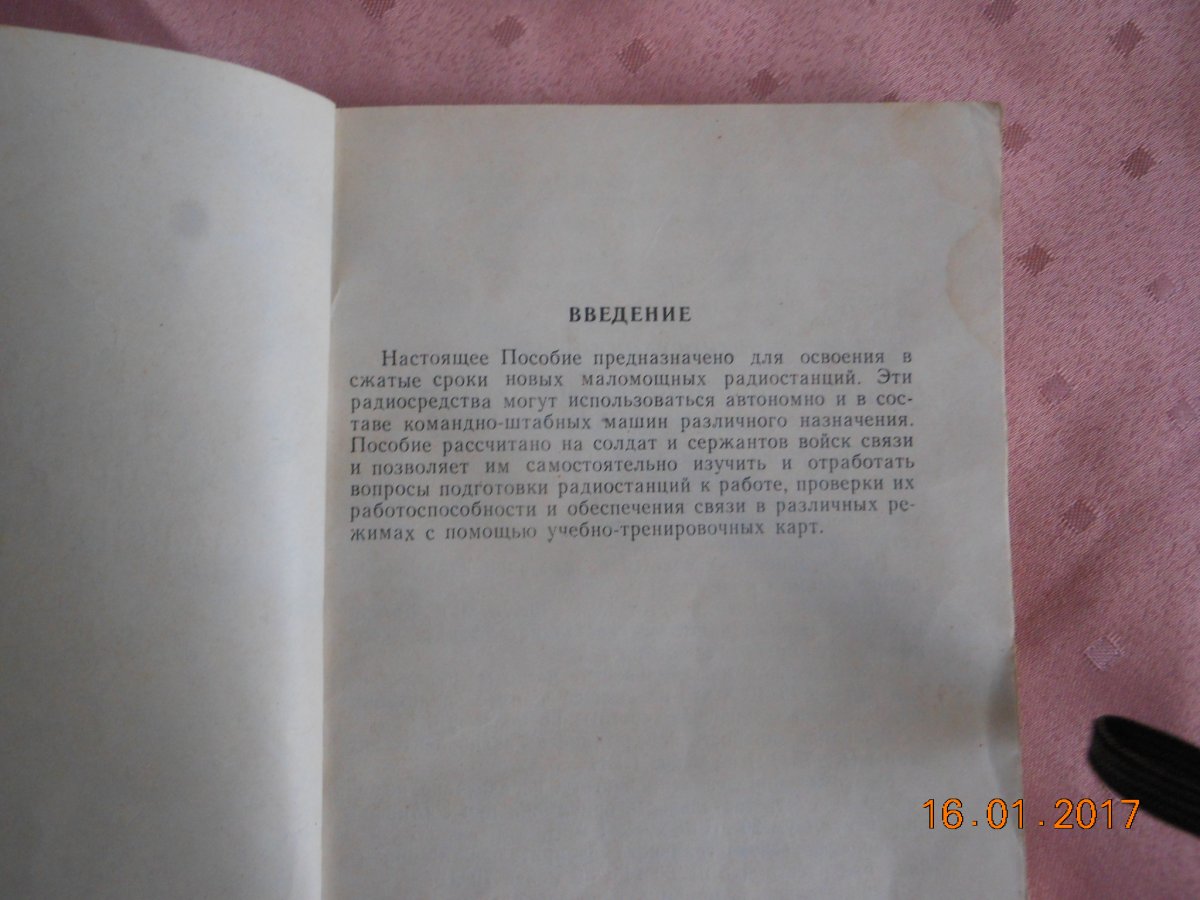 ВВЕДЕНИЕ
Настоящее Пособие предназначено для освоения в
сжатые сроки новых маломощных радиостанций. Эти
радиосредства могут использоваться автономно и в сос-
таве командно-штабных машин различного назначения.
Пособие рассчитано на солдат и сержантов войск связи
и позволяет им самостоятельно изучить и отработать
вопросы подготовки радиостанций к работе, проверки их
работоспособности и обеспечения связи в различных ре-
жимах с помощью учебно-тренировочных карт.
16.01.2017